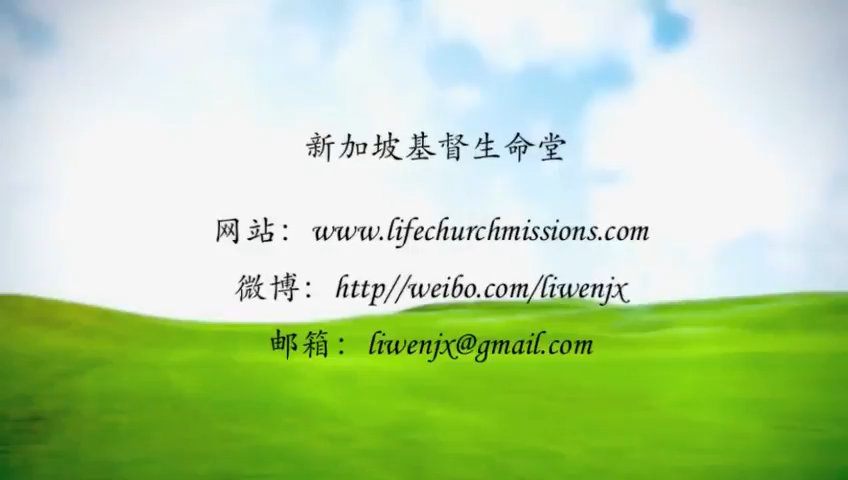 新加坡基督生命堂
网站：www.lifechurchmissions.com
微博：http//weibo.com/liwenjx
邮箱：liwenjx@gmail.com